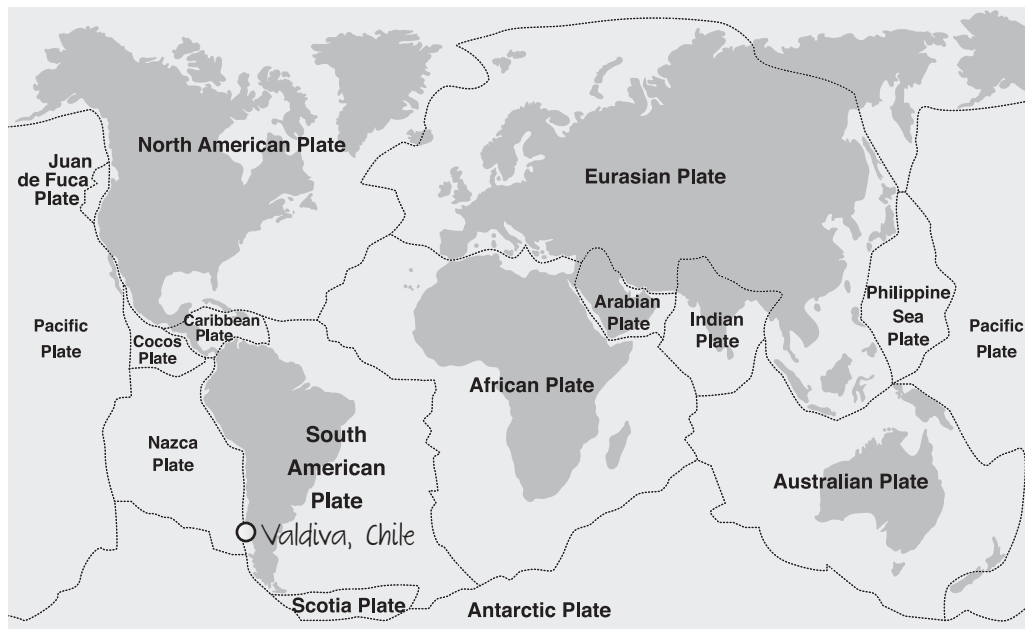 North American Plate
Juan
de Fuca
Plate
Eurasian Plate
Pacific
Plate
Cocos
Plate
Caribbean
Plate
Arabian
Plate
Indian
Plate
Philippine
Sea
Plate
Pacific
Plate
African Plate
Nazca
Plate
South
American
Plate
Australian Plate
Valdiva, Chile
Scotia Plate
Antarctic Plate